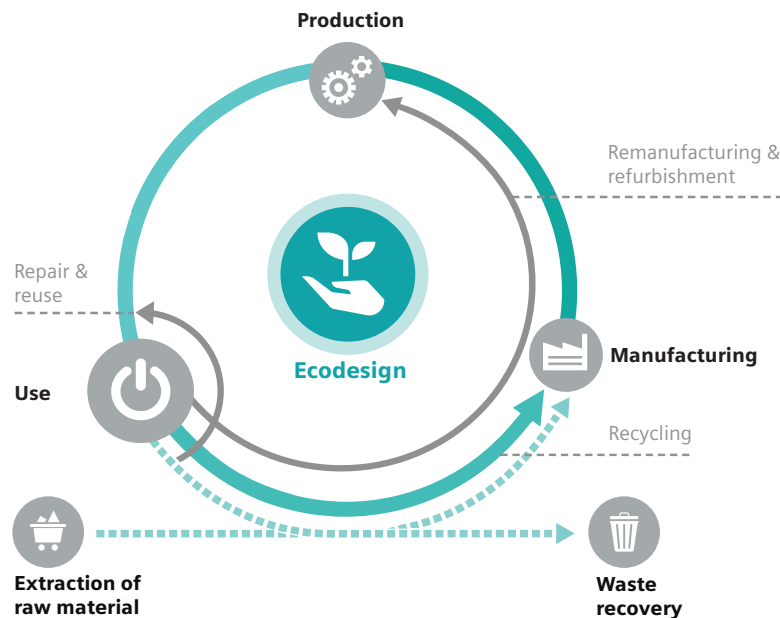 Production
Remanufacturing &
refurbishment
Repair &
reuse
Ecodesign
Manufacturing
Use
Recycling
Extraction of
raw material
Waste
recovery